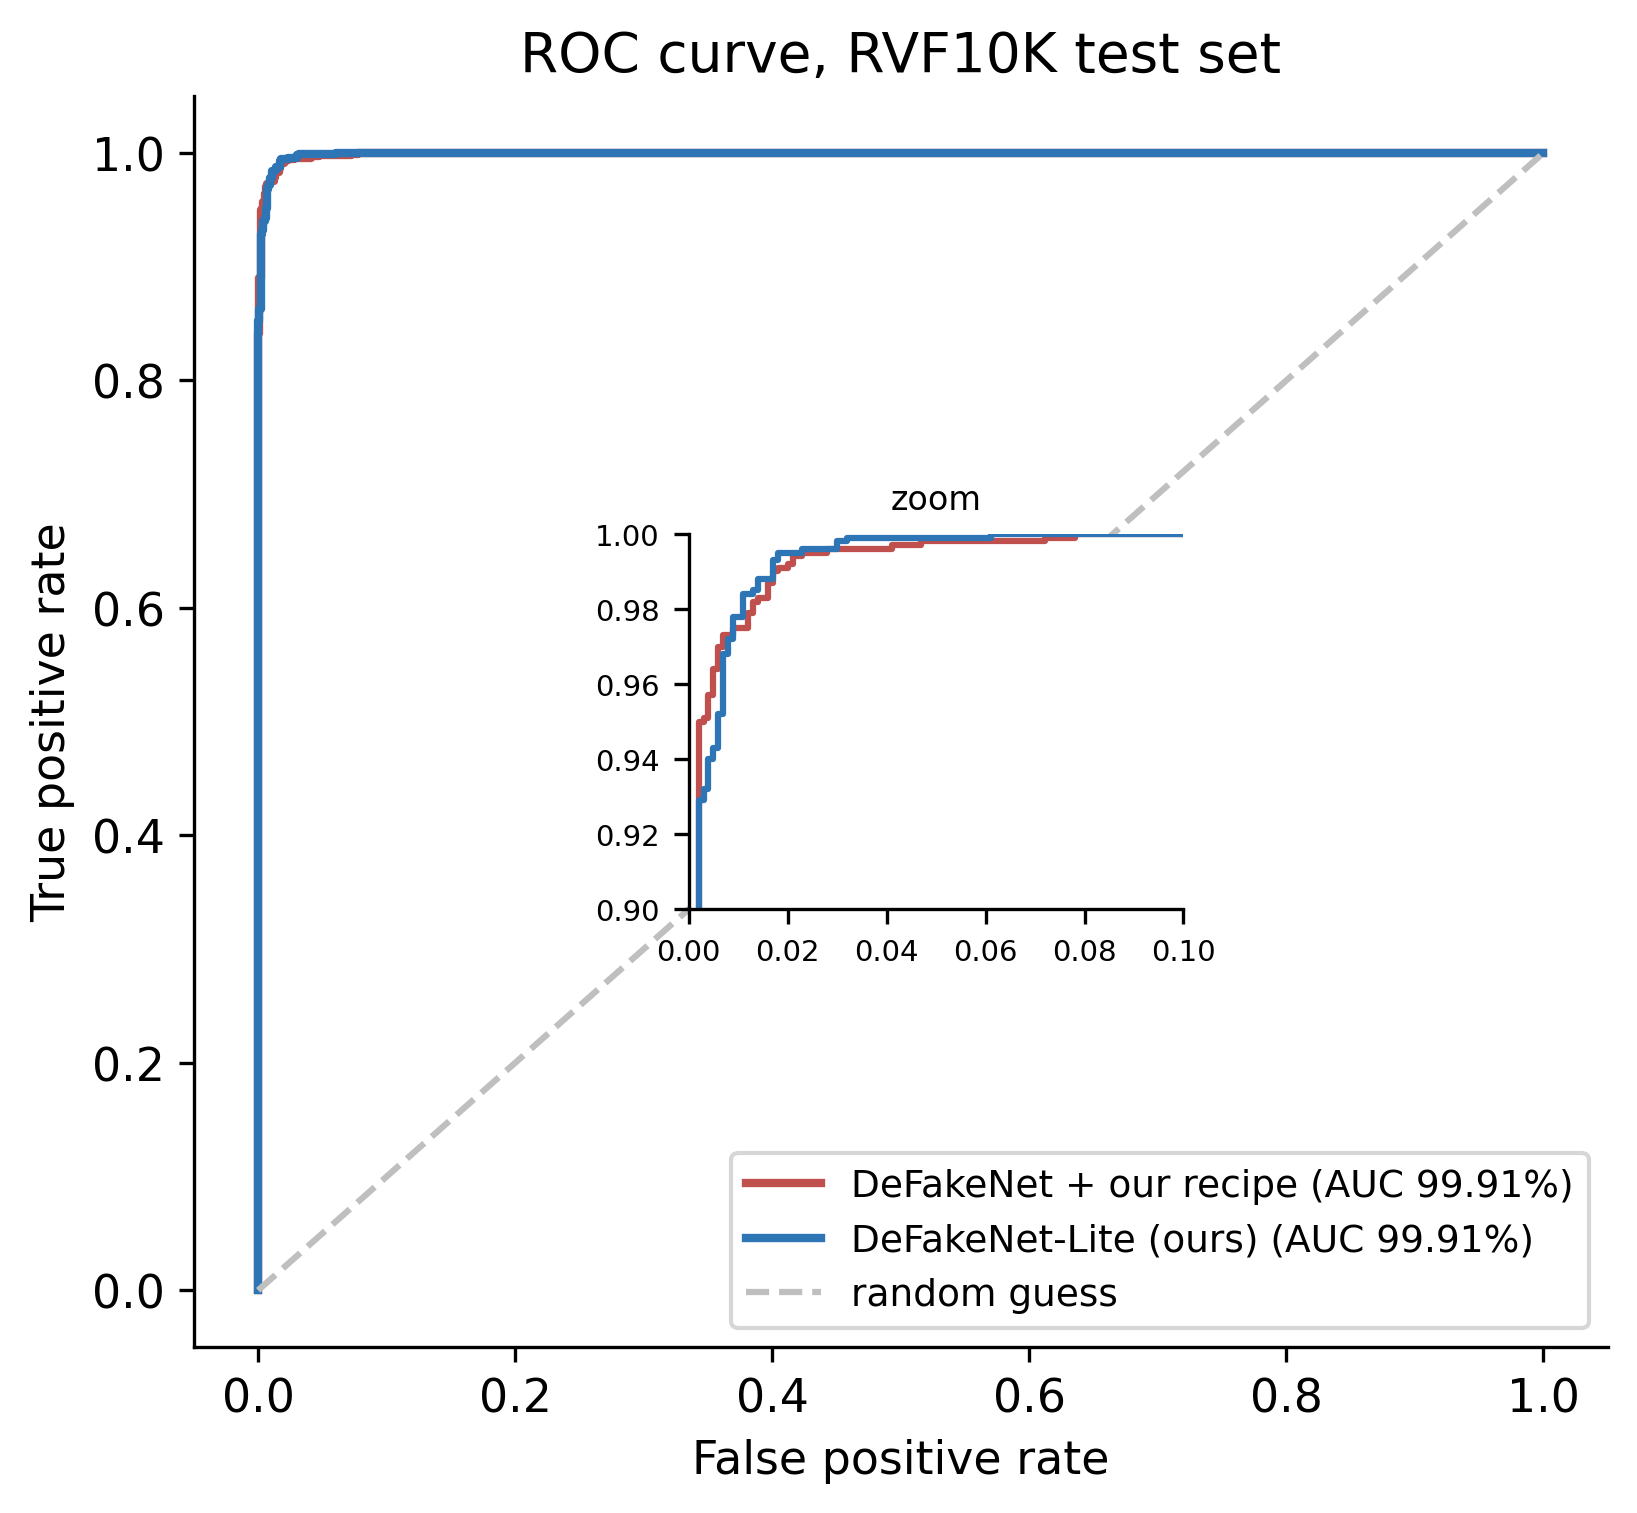 ROC curve, RVF10K test set
True positive rate
1.0
0.8
0.6
0.4
0.2
0.0
zoom
1.00
0.98
0.96
0.94
0.92
0.90
0.00 0.02 0.04 0.06 0.08 0.10
DeFakeNet + our recipe (AUC 99.91%)
DeFakeNet-Lite (ours) (AUC 99.91%)
random guess
0.0 0.2 0.4 0.6 0.8 1.0
False positive rate